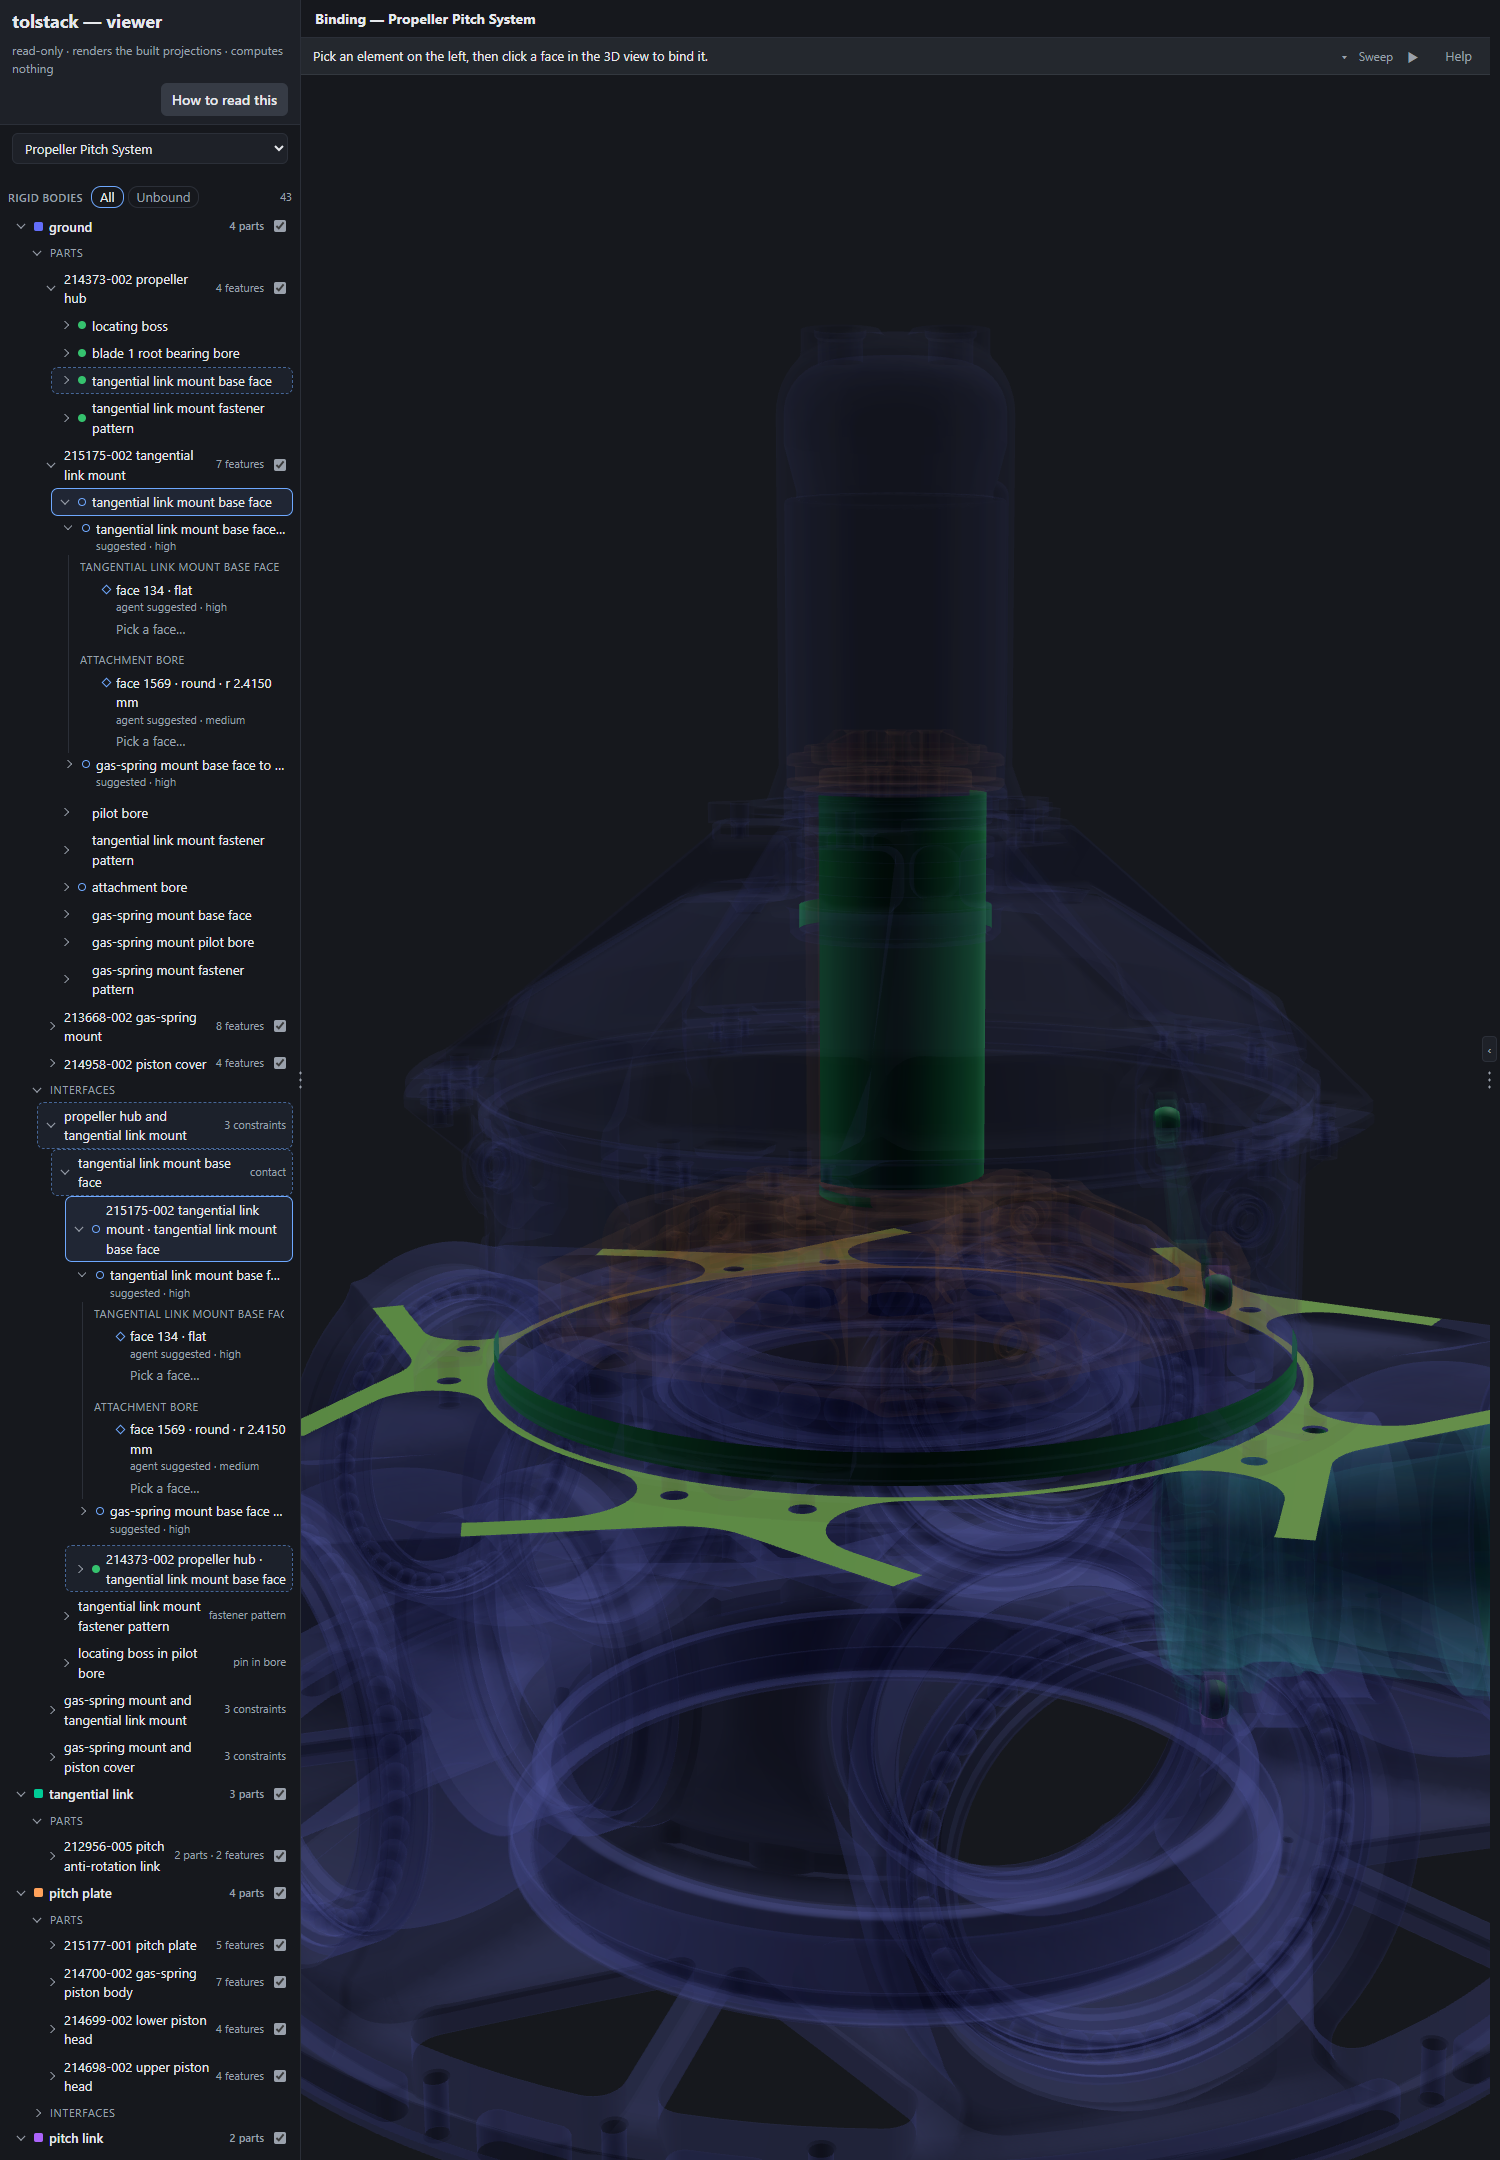 tolstack — viewer
read-only · renders the built projections · computes
nothing
How to read this
Propeller Pitch System
RIGID BODIES All Unbound 43
ground 4 parts
PARTS
214373-002 propeller
hub
4 features
locating boss
blade 1 root bearing bore
tangential link mount base face
tangential link mount fastener
pattern
215175-002 tangential
link mount
7 features
tangential link mount base face
tangential link mount base face...
suggested · high
TANGENTIAL LINK MOUNT BASE FACE
face 134 · flat
agent suggested · high
Pick a face...
ATTACHMENT BORE
face 1569 · round · r 2.4150
mm
agent suggested · medium
Pick a face...
gas-spring mount base face to ...
suggested · high
pilot bore
tangential link mount fastener
pattern
attachment bore
gas-spring mount base face
gas-spring mount pilot bore
gas-spring mount fastener
pattern
213668-002 gas-spring
mount
8 features
214958-002 piston cover 4 features
INTERFACES
propeller hub and
tangential link mount
3 constraints
tangential link mount base
face
contact
215175-002 tangential link
mount · tangential link mount
base face
tangential link mount base f...
suggested · high
TANGENTIAL LINK MOUNT BASE FAC
face 134 · flat
agent suggested · high
Pick a face...
ATTACHMENT BORE
face 1569 · round · r 2.4150
mm
agent suggested · medium
Pick a face...
gas-spring mount base face ...
suggested · high
214373-002 propeller hub ·
tangential link mount base face
tangential link mount
fastener pattern
fastener pattern
locating boss in pilot
bore
pin in bore
gas-spring mount and
tangential link mount
3 constraints
gas-spring mount and
piston cover
3 constraints
tangential link 3 parts
PARTS
212956-005 pitch
anti-rotation link
2 parts · 2 features
pitch plate 4 parts
PARTS
215177-001 pitch plate 5 features
214700-002 gas-spring
piston body
7 features
214699-002 lower piston
head
4 features
214698-002 upper piston
head
4 features
INTERFACES
pitch link 2 parts
Binding — Propeller Pitch System
Pick an element on the left, then click a face in the 3D view to bind it.
Sweep
Help